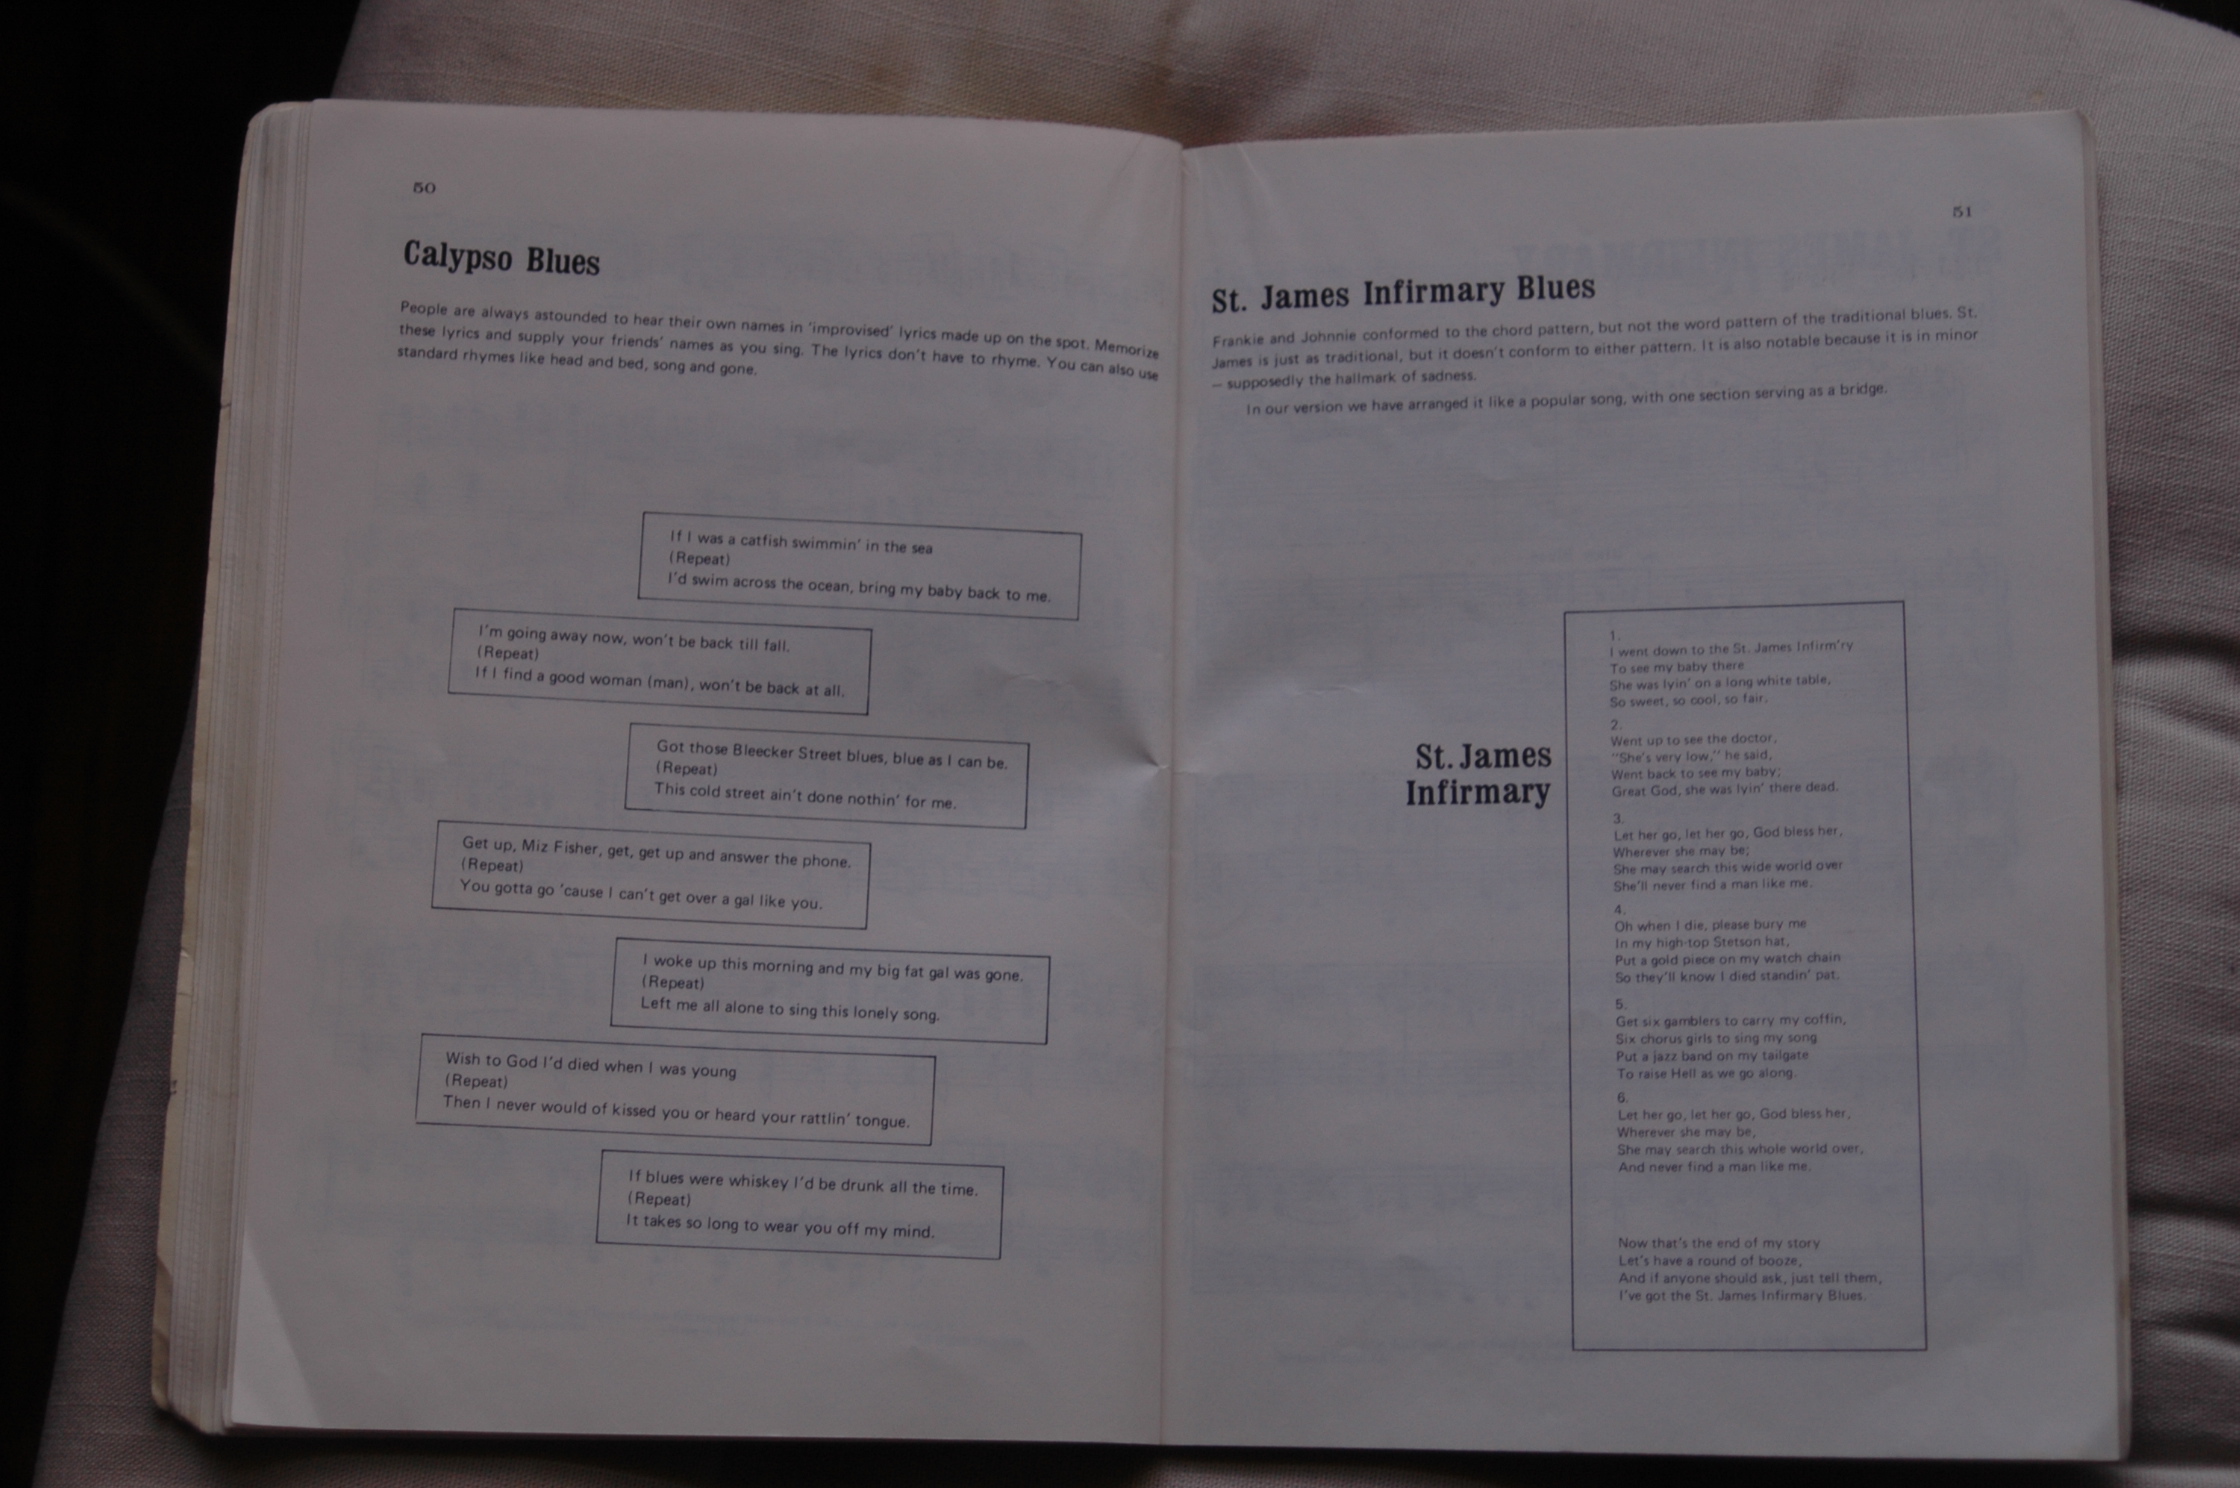 50
Calypso Blues
People are always astounded to hear their own names in 'improvised' lyrics made up on the spot. Memorize
these lyrics and supply your friends' names as you sing. The lyrics don't have to rhyme. You can also use
standard rhymes like head and bed, song and gone.
If I was a catfish swimmin' in the sea
(Repeat)
I'd swim across the ocean, bring my baby back to me.
I'm going away now, won't be back till fall.
(Repeat)
If I find a good woman (man), won't be back at all.
Got those Bleecker Street blues, blue as I can be.
(Repeat)
This cold street ain't done nothin' for me.
Get up, Miz Fisher, get, get up and answer the phone.
(Repeat)
You gotta go 'cause I can't get over a gal like you.
I woke up this morning and my big fat gal was gone.
(Repeat)
Left me all alone to sing this lonely song.
Wish to God I'd died when I was young
(Repeat)
Then I never would of kissed you or heard your rattlin' tongue.
If blues were whiskey I'd be drunk all the time.
(Repeat)
It takes so long to wear you off my mind.
51
St. James Infirmary Blues
Frankie and Johnnie conformed to the chord pattern, but not the word pattern of the traditional blues. St.
James is just as traditional, but it doesn't conform to either pattern. It is also notable because it is in minor
— supposedly the hallmark of sadness.
In our version we have arranged it like a popular song, with one section serving as a bridge.
St. James
Infirmary
1.
I went down to the St. James Infirm'ry
To see my baby there
She was lyin' on a long white table,
So sweet, so cool, so fair.
2.
Went up to see the doctor,
"She's very low," he said,
Went back to see my baby;
Great God, she was lyin' there dead.
3.
Let her go, let her go, God bless her,
Wherever she may be;
She may search this wide world over
She'll never find a man like me.
4.
Oh when I die, please bury me
In my high-top Stetson hat,
Put a gold piece on my watch chain
So they'll know I died standin' pat.
5.
Get six gamblers to carry my coffin,
Six chorus girls to sing my song
Put a jazz band on my tailgate
To raise Hell as we go along.
6.
Let her go, let her go, God bless her,
Wherever she may be,
She may search this whole world over,
And never find a man like me.
Now that's the end of my story
Let's have a round of booze,
And if anyone should ask, just tell them,
I've got the St. James Infirmary Blues.